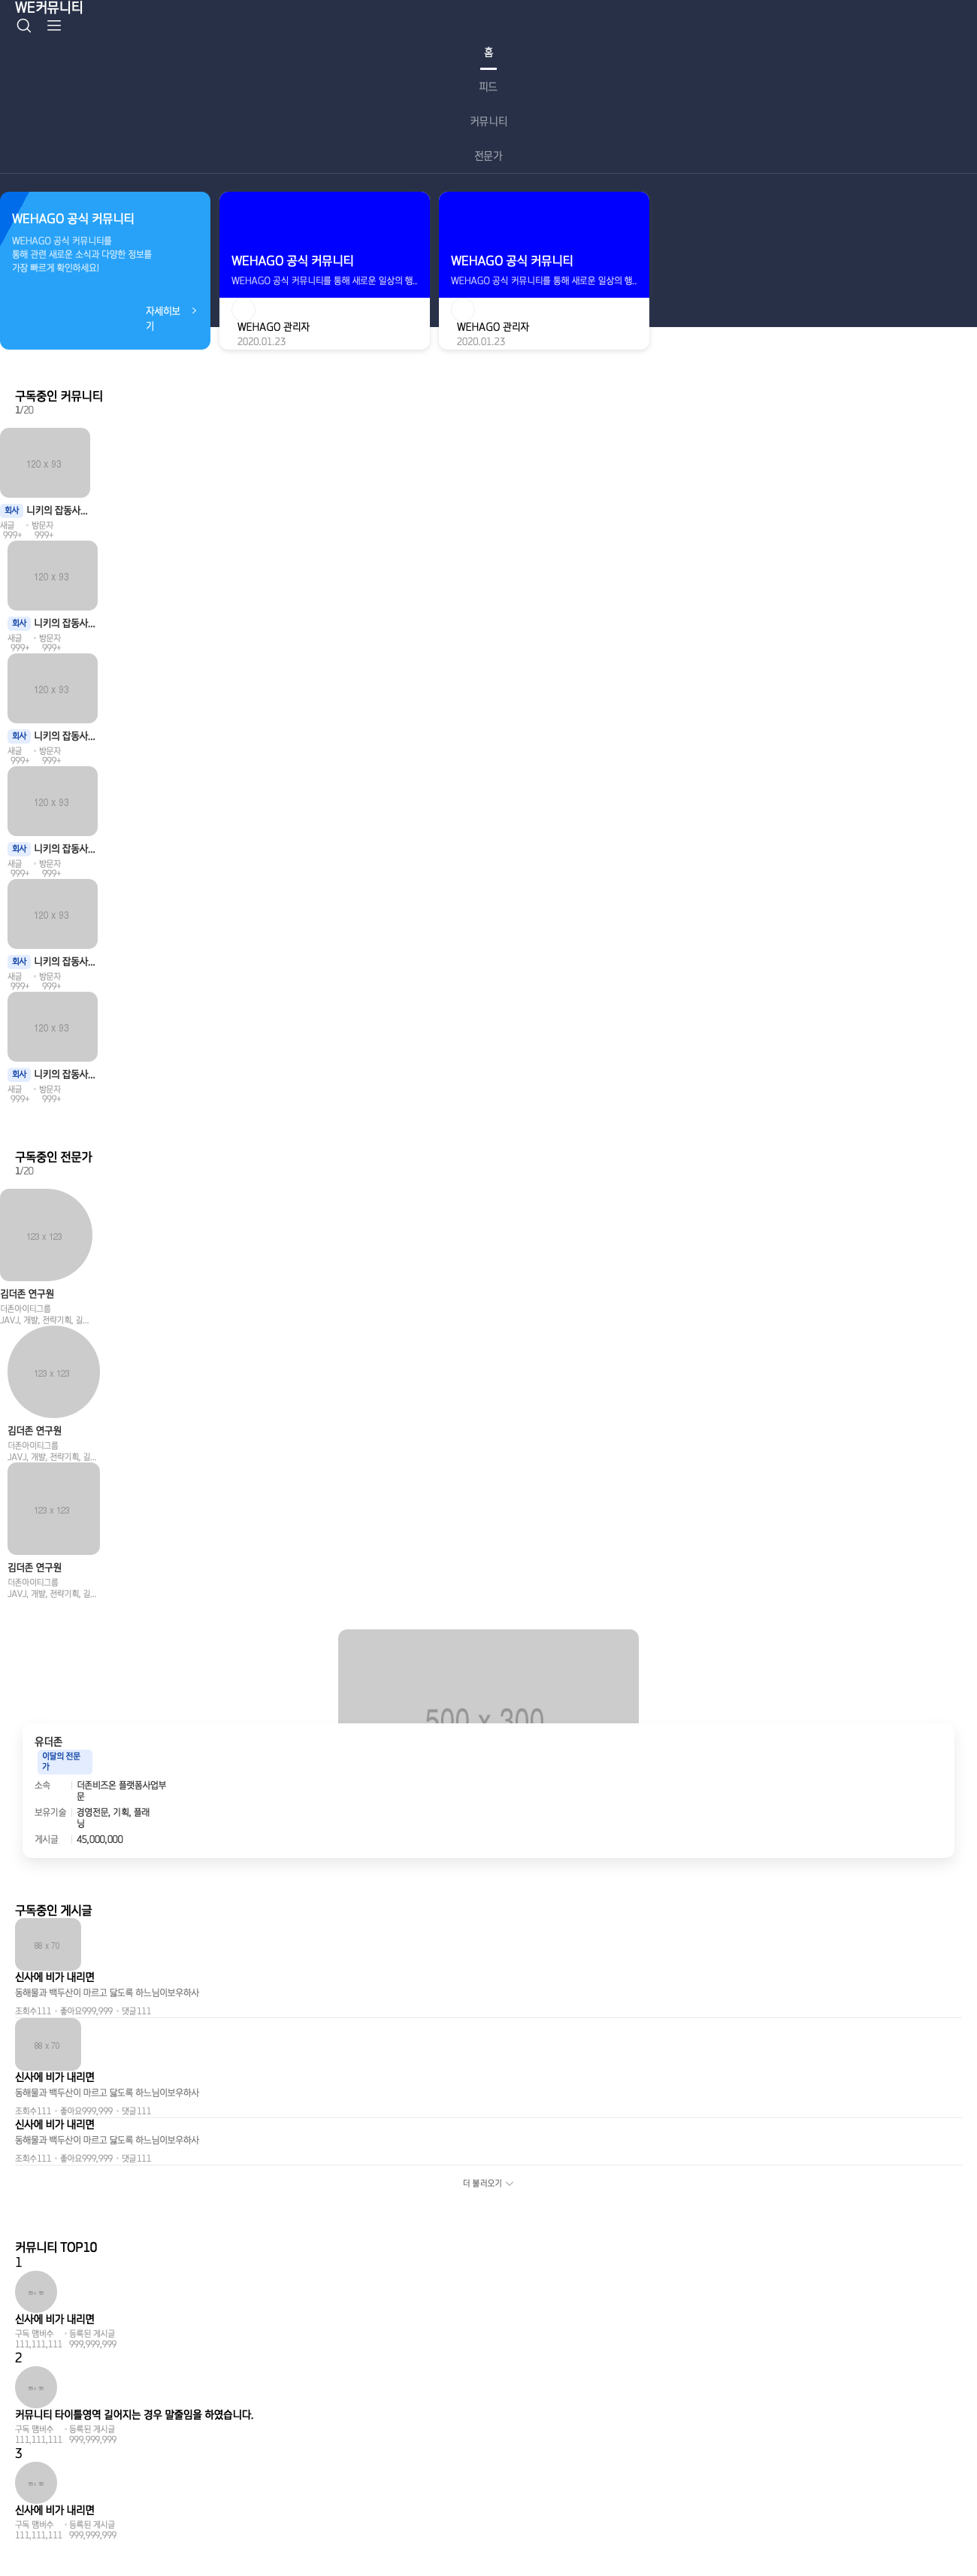 WE커뮤니티
홈
피드
커뮤니티
전문가
WEHAGO 공식 커뮤니티
WEHAGO 공식 커뮤니티를
통해 관련 새로운 소식과 다양한 정보를
가장 빠르게 확인하세요!
자세히보
기
WEHAGO 공식 커뮤니티
WEHAGO 공식 커뮤니티를 통해 새로운 일상의 행...
WEHAGO 관리자
2020.01.23
WEHAGO 공식 커뮤니티
WEHAGO 공식 커뮤니티를 통해 새로운 일상의 행...
WEHAGO 관리자
2020.01.23
구독중인 커뮤니티
1/20
120 x 93
회사 니키의 잡동사...
새글 · 방문자
999+ 999+
120 x 93
회사 니키의 잡동사...
새글 · 방문자
999+ 999+
120 x 93
회사 니키의 잡동사...
새글 · 방문자
999+ 999+
120 x 93
회사 니키의 잡동사...
새글 · 방문자
999+ 999+
120 x 93
회사 니키의 잡동사...
새글 · 방문자
999+ 999+
120 x 93
회사 니키의 잡동사...
새글 · 방문자
999+ 999+
구독중인 전문가
1/20
123 x 123
김더존 연구원
더존아이티그룹
JAVJ, 개발, 전략기획, 길...
123 x 123
김더존 연구원
더존아이티그룹
JAVJ, 개발, 전략기획, 길...
123 x 123
김더존 연구원
더존아이티그룹
JAVJ, 개발, 전략기획, 길...
500 x 300
유더존
이달의 전문
가
소속 더존비즈온 플랫폼사업부
문
보유기술 경영전문, 기획, 플래
닝
게시글 45,000,000
구독중인 게시글
88 x 70
신사에 비가 내리면
동해물과 백두산이 마르고 닳도록 하느님이보우하사
조회수111 · 좋아요999,999 · 댓글111
88 x 70
신사에 비가 내리면
동해물과 백두산이 마르고 닳도록 하느님이보우하사
조회수111 · 좋아요999,999 · 댓글111
신사에 비가 내리면
동해물과 백두산이 마르고 닳도록 하느님이보우하사
조회수111 · 좋아요999,999 · 댓글111
더 불러오기
커뮤니티 TOP10
1
신사에 비가 내리면
구독 맴버수 · 등록된 게시글
111,111,111 999,999,999
2
커뮤니티 타이틀영역 길어지는 경우 말줄임을 하였습니다.
구독 맴버수 · 등록된 게시글
111,111,111 999,999,999
3
신사에 비가 내리면
구독 맴버수 · 등록된 게시글
111,111,111 999,999,999